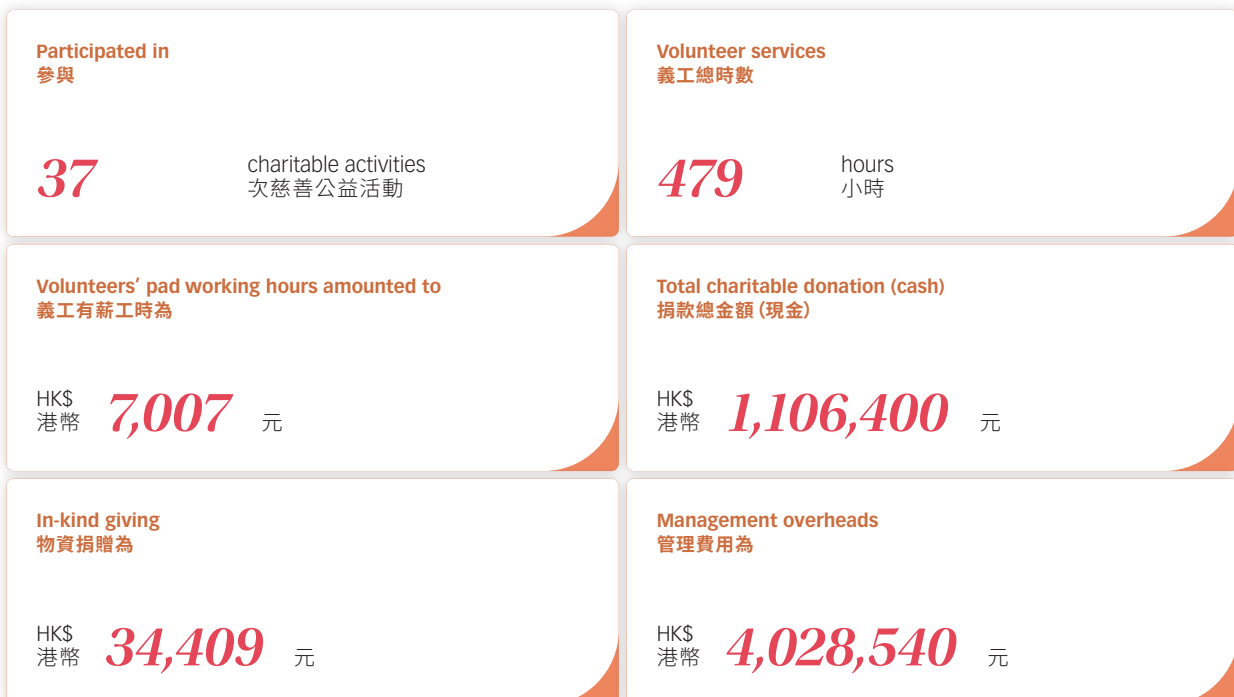 Participated in
參與
37
charitable activities
次慈善公益活動
Volunteer services
義工總時數
479
hours
小時
Volunteers’ pad working hours amounted to
義工有薪工時為
HK$
港幣
7,007
元
Total charitable donation (cash)
捐款總金額（現金）
HK$
港幣
1,106,400
元
In-kind giving
物資捐贈為
HK$
港幣
34,409
元
Management overheads
管理費用為
HK$
港幣
4,028,540
元